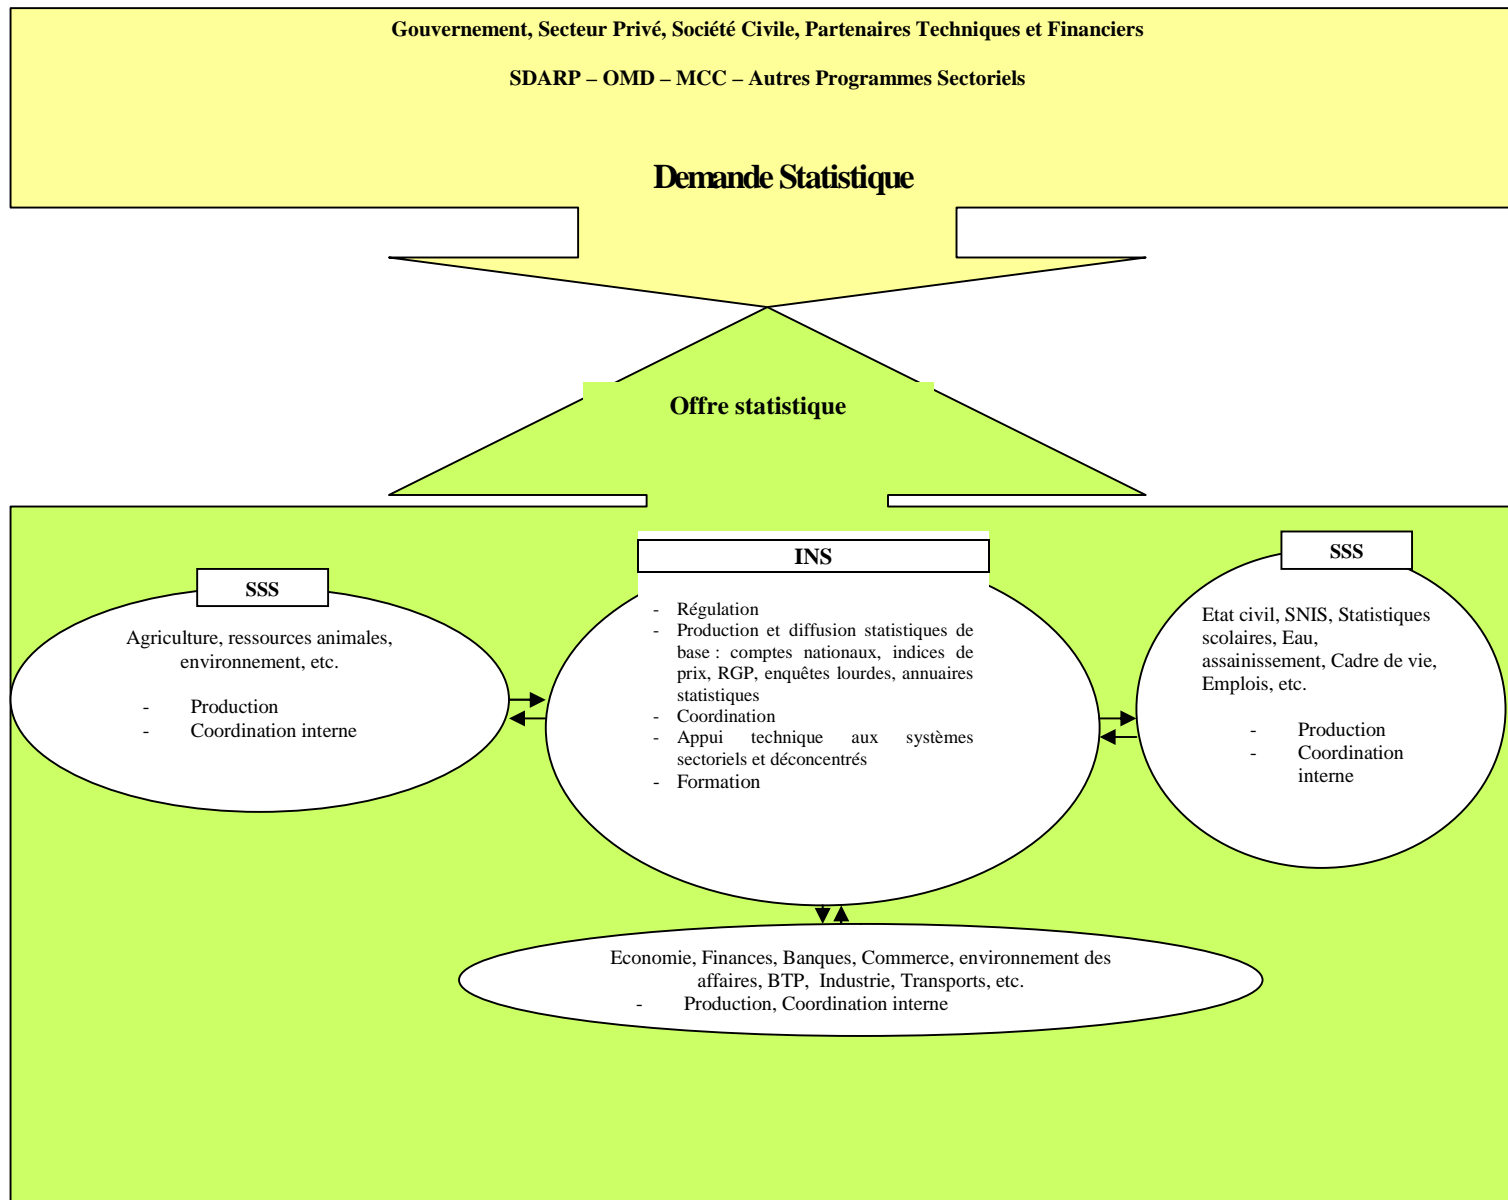 Gouvernement, Secteur Privé, Société Civile, Partenaires Techniques et Financiers
SDARP – OMD – MCC – Autres Programmes Sectoriels
Demande Statistique
Offre statistique
SSS
Agriculture, ressources animales,
environnement, etc.
- Production
- Coordination interne
INS
- Régulation
- Production et diffusion statistiques de
base : comptes nationaux, indices de
prix, RGP, enquêtes lourdes, annuaires
statistiques
- Coordination
- Appui technique aux systèmes
sectoriels et déconcentrés
- Formation
SSS
Etat civil, SNIS, Statistiques
scolaires, Eau,
assainissement, Cadre de vie,
Emplois, etc.
- Production
- Coordination
interne
Economie, Finances, Banques, Commerce, environnement des
affaires, BTP, Industrie, Transports, etc.
- Production, Coordination interne